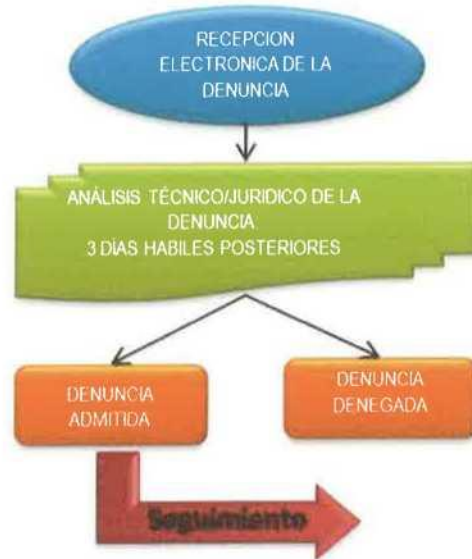 RECEPCION
ELECTRONICA DE LA
DENUNCIA
ANÁLISIS TÉCNICO/JURIDICO DE LA
DENUNCIA
3 DÍAS HABILES POSTERIORES
DENUNCIA
ADMITIDA
DENUNCIA
DENEGADA
Seguimiento